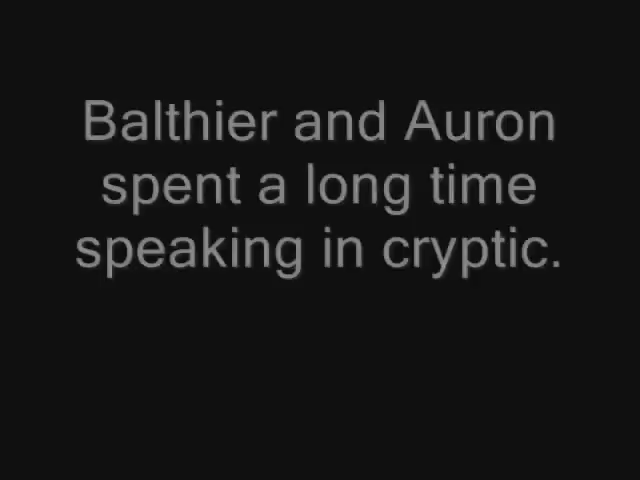 Balthier and Auron
spent a long time
speaking in cryptic.